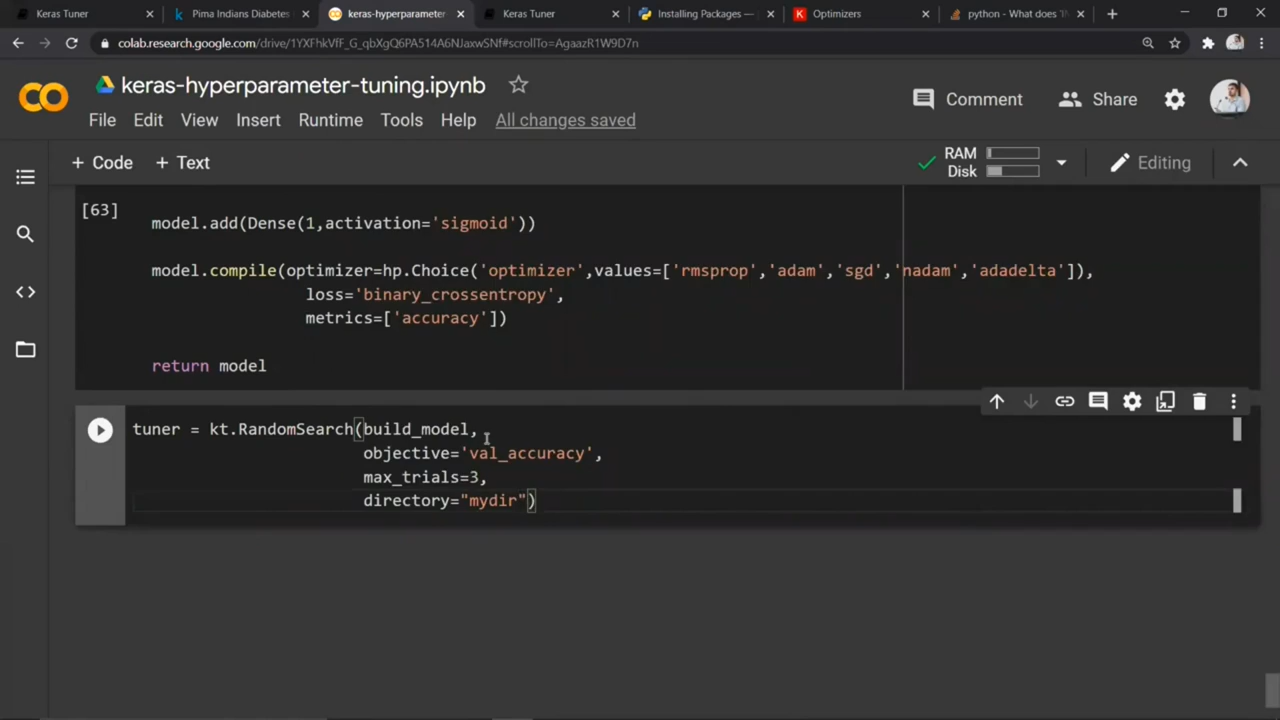 Keras Tuner
Pima Indians Diabetes
keras-hyperparameter
Keras Tuner
Installing Packages —
Optimizers
python - What does
colab.research.google.com/drive/1YXFhkVfF_G_qbXgQ6PA514A6NJaxwSNf#scrollTo=AgaazR1W9D7n
CO
keras-hyperparameter-tuning.ipynb
Comment
Share
File Edit View Insert Runtime Tools Help All changes saved
+ Code + Text
RAM
Disk
Editing
[63]
model.add(Dense(1,activation='sigmoid'))
model.compile(optimizer=hp.Choice('optimizer',values=['rmsprop','adam','sgd','nadam','adadelta']),
loss='binary_crossentropy',
metrics=['accuracy'])
return model
tuner = kt.RandomSearch(build_model,
objective='val_accuracy',
max_trials=3,
directory="mydir")